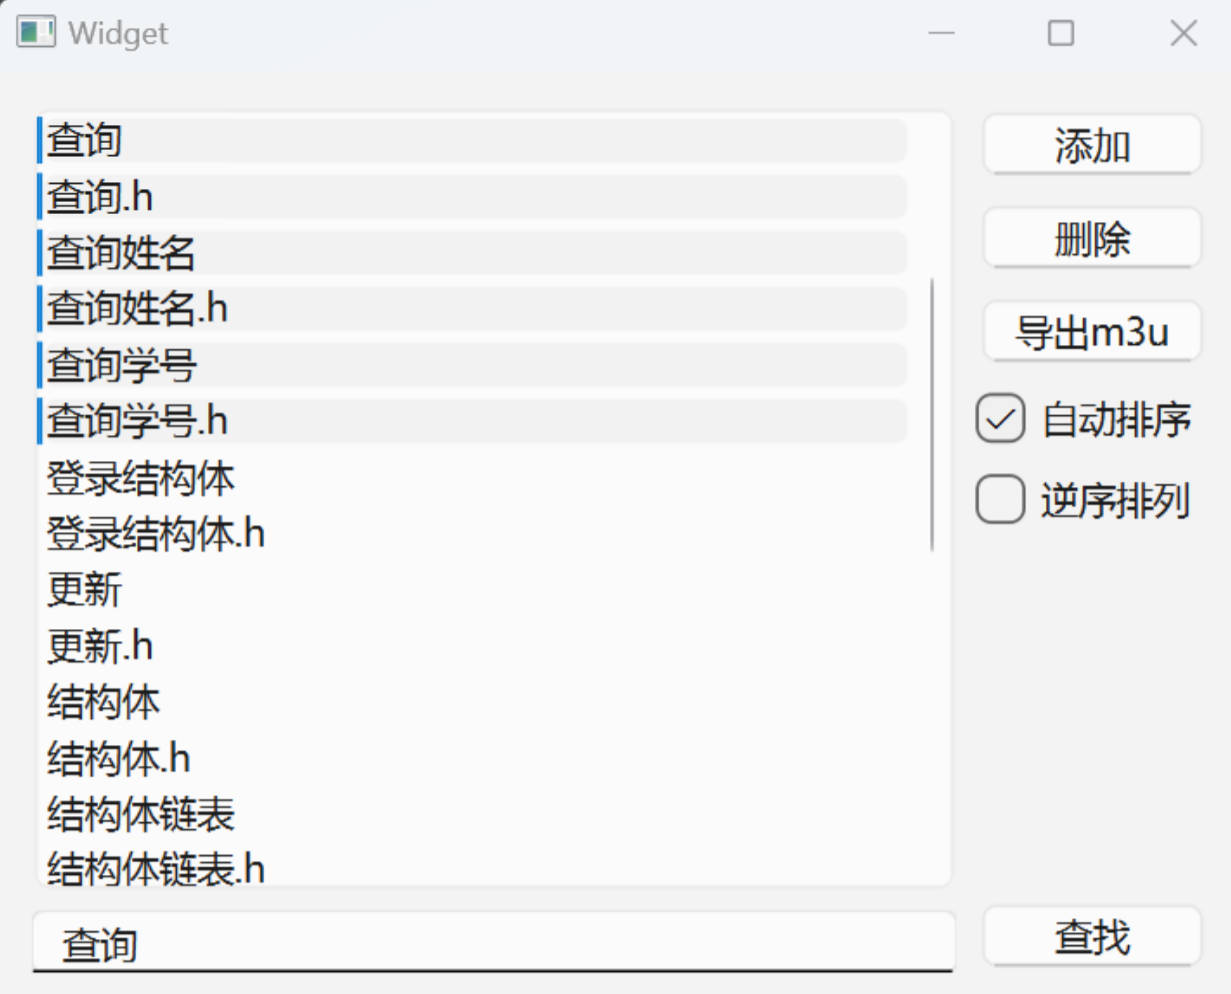 Widget
查询
查询.h
查询姓名
查询姓名.h
查询学号
查询学号.h
登录结构体
登录结构体.h
更新
更新.h
结构体
结构体.h
结构体链表
结构体链表.h
查询
添加
删除
导出m3u
自动排序
逆序排列
查找